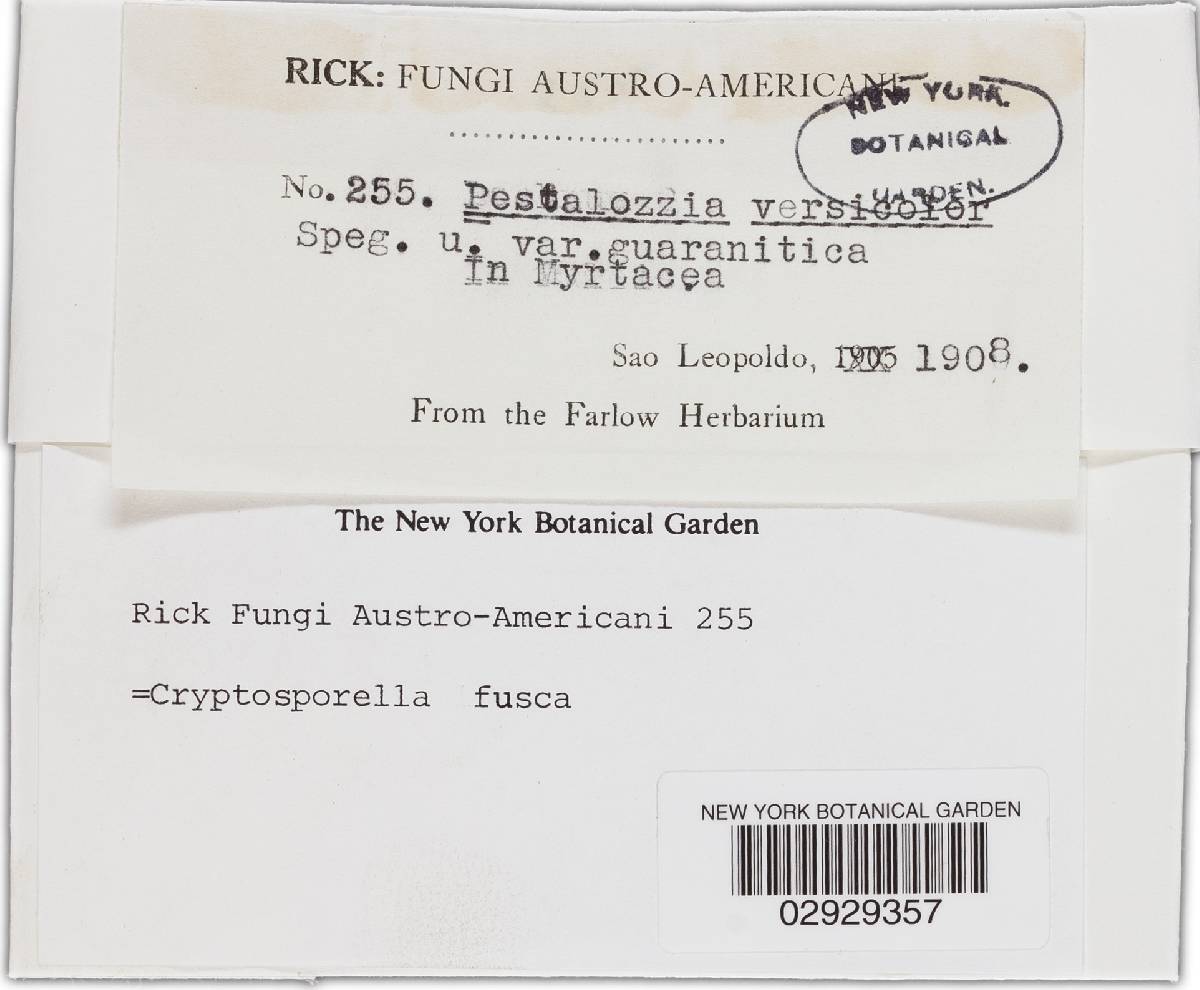 RICK: FUNGI AUSTRO-AMERICANI
NEW YORK.
BOTANICAL
GARDEN.
No. 255. Pestalozzia versicolor
Speg. u. var.guaranitica
In Myrtacea
Sao Leopoldo, 1905 1908.
From the Farlow Herbarium
The New York Botanical Garden
Rick Fungi Austro-Americani 255
=Cryptosporella fusca
NEW YORK BOTANICAL GARDEN
02929357